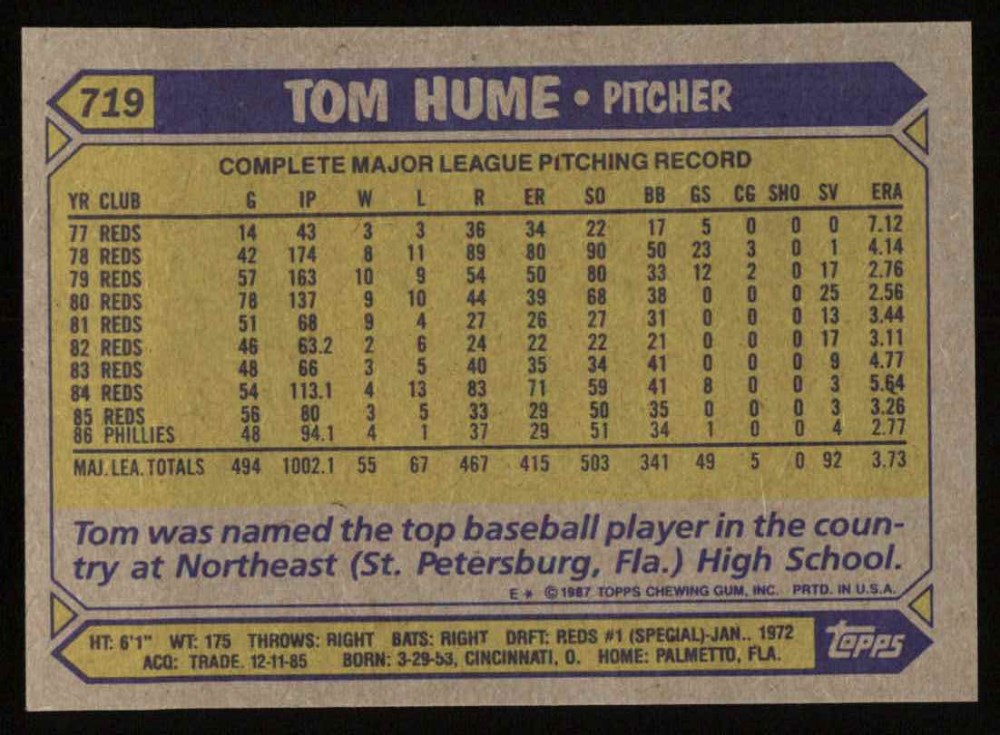 719 TOM HUME • PITCHER
COMPLETE MAJOR LEAGUE PITCHING RECORD
YR CLUB G IP W L R ER SO BB GS CG SHO SV ERA
77 REDS 14 43 3 3 36 34 22 17 5 0 0 0 7.12
78 REDS 42 174 8 11 89 80 90 50 23 3 0 1 4.14
79 REDS 57 163 10 9 54 50 80 33 12 2 0 17 2.76
80 REDS 78 137 9 10 44 39 68 38 0 0 0 25 2.56
81 REDS 51 68 9 4 27 26 27 31 0 0 0 13 3.44
82 REDS 46 63.2 2 6 24 22 22 21 0 0 0 17 3.11
83 REDS 48 66 3 5 40 35 34 41 0 0 0 9 4.77
84 REDS 54 113.1 4 13 83 71 59 41 8 0 0 3 5.64
85 REDS 56 80 3 5 33 29 50 35 0 0 0 3 3.26
86 PHILLIES 48 94.1 4 1 37 29 51 34 1 0 0 4 2.77
MAJ. LEA. TOTALS 494 1002.1 55 67 467 415 503 341 49 5 0 92 3.73
Tom was named the top baseball player in the coun-
try at Northeast (St. Petersburg, Fla.) High School.
E * © 1987 TOPPS CHEWING GUM, INC. PRTD. IN U.S.A.
HT: 6'1" WT: 175 THROWS: RIGHT BATS: RIGHT DRFT: REDS #1 (SPECIAL)-JAN., 1972
ACQ: TRADE, 12-11-85 BORN: 3-29-53, CINCINNATI, O. HOME: PALMETTO, FLA.
topps